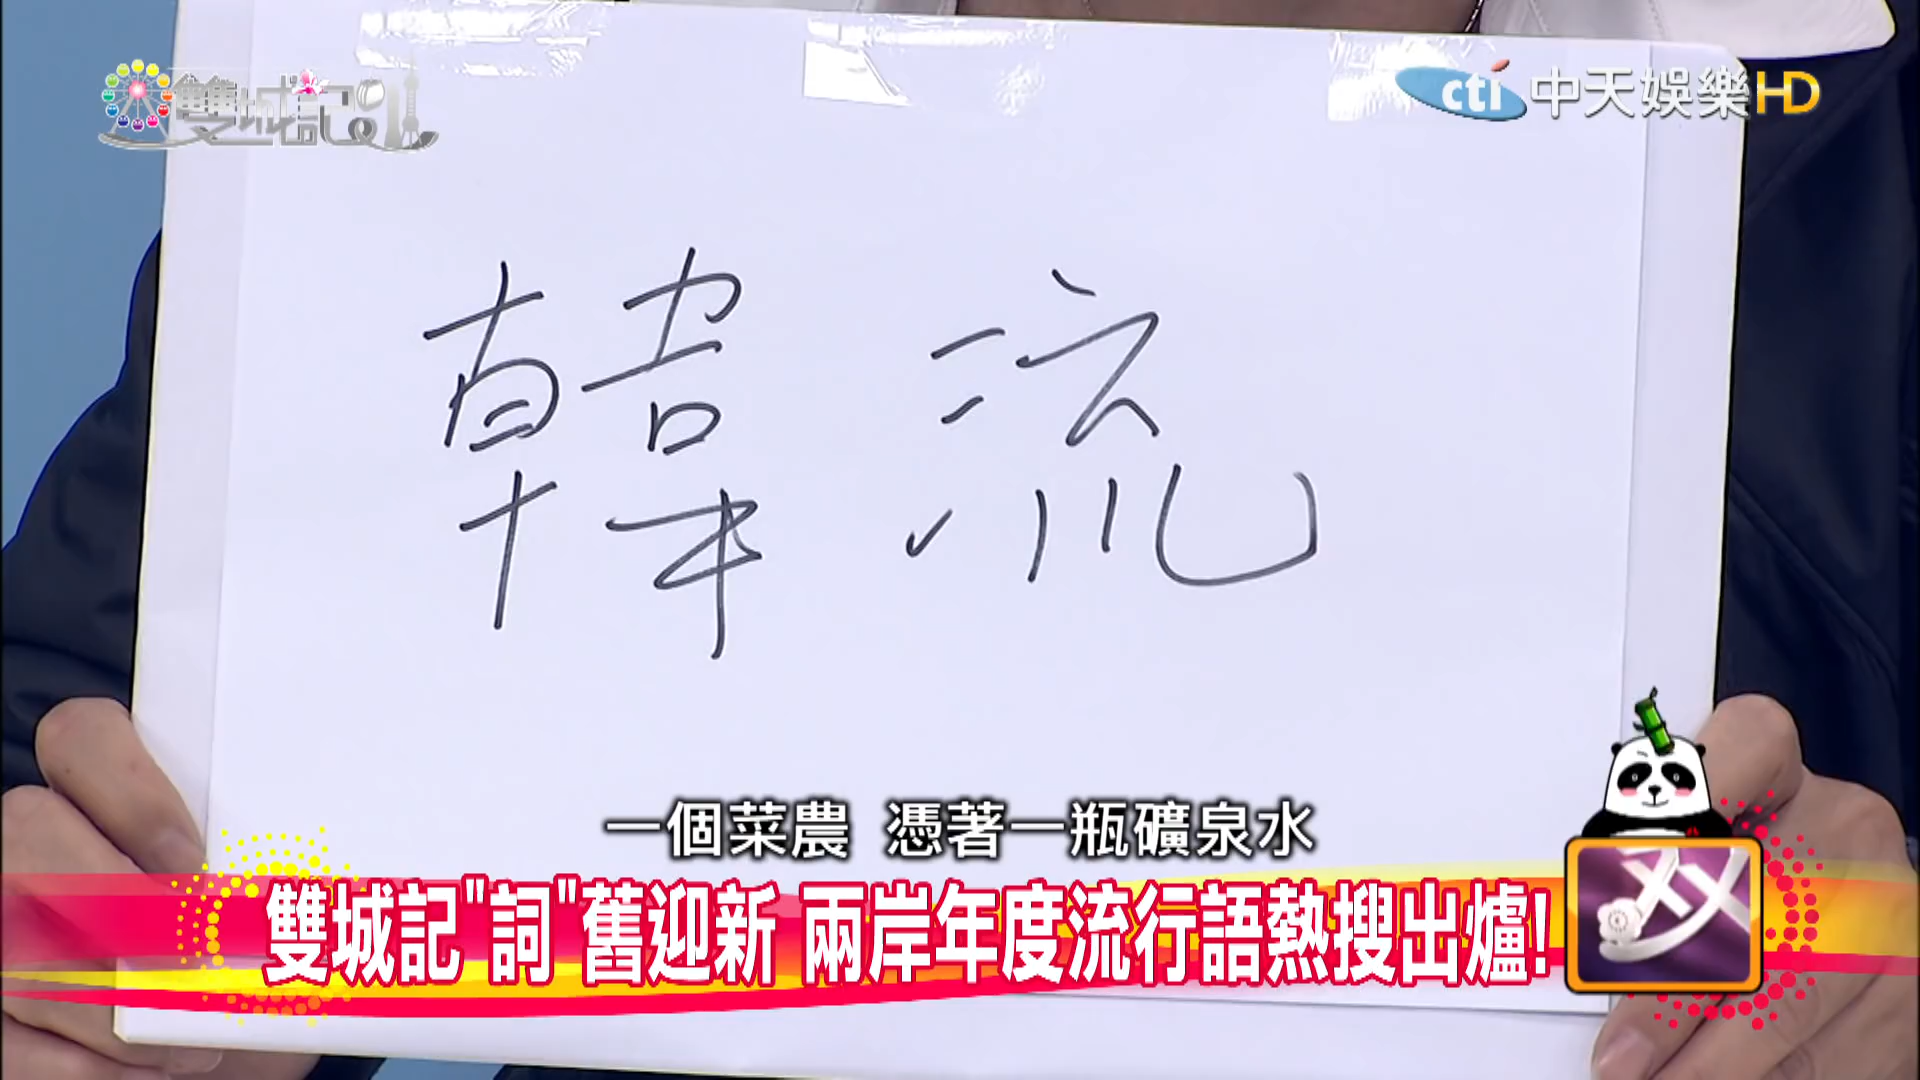 雙城記
cti 中天娛樂HD
韓流
一個菜農 憑著一瓶礦泉水
雙城記"詞"舊迎新 兩岸年度流行語熱搜出爐!
双